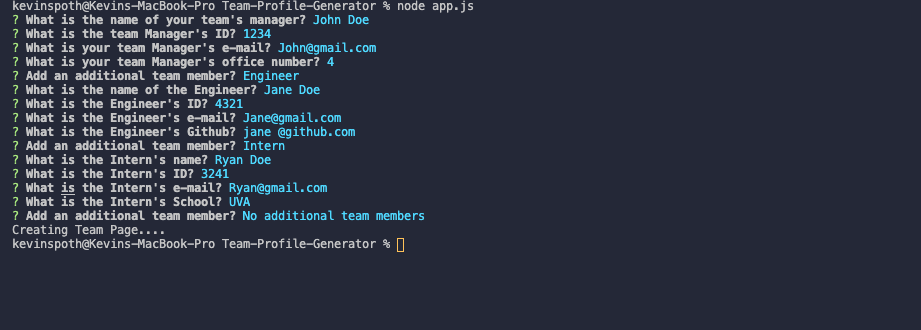 kevinspoth@Kevins-MacBook-Pro Team-Profile-Generator % node app.js
? What is the name of your team's manager? John Doe
? What is the team Manager's ID? 1234
? What is your team Manager's e-mail? John@gmail.com
? What is your team Manager's office number? 4
? Add an additional team member? Engineer
? What is the name of the Engineer? Jane Doe
? What is the Engineer's ID? 4321
? What is the Engineer's e-mail? Jane@gmail.com
? What is the Engineer's Github? jane @github.com
? Add an additional team member? Intern
? What is the Intern's name? Ryan Doe
? What is the Intern's ID? 3241
? What is the Intern's e-mail? Ryan@gmail.com
? What is the Intern's School? UVA
? Add an additional team member? No additional team members
Creating Team Page....
kevinspoth@Kevins-MacBook-Pro Team-Profile-Generator %